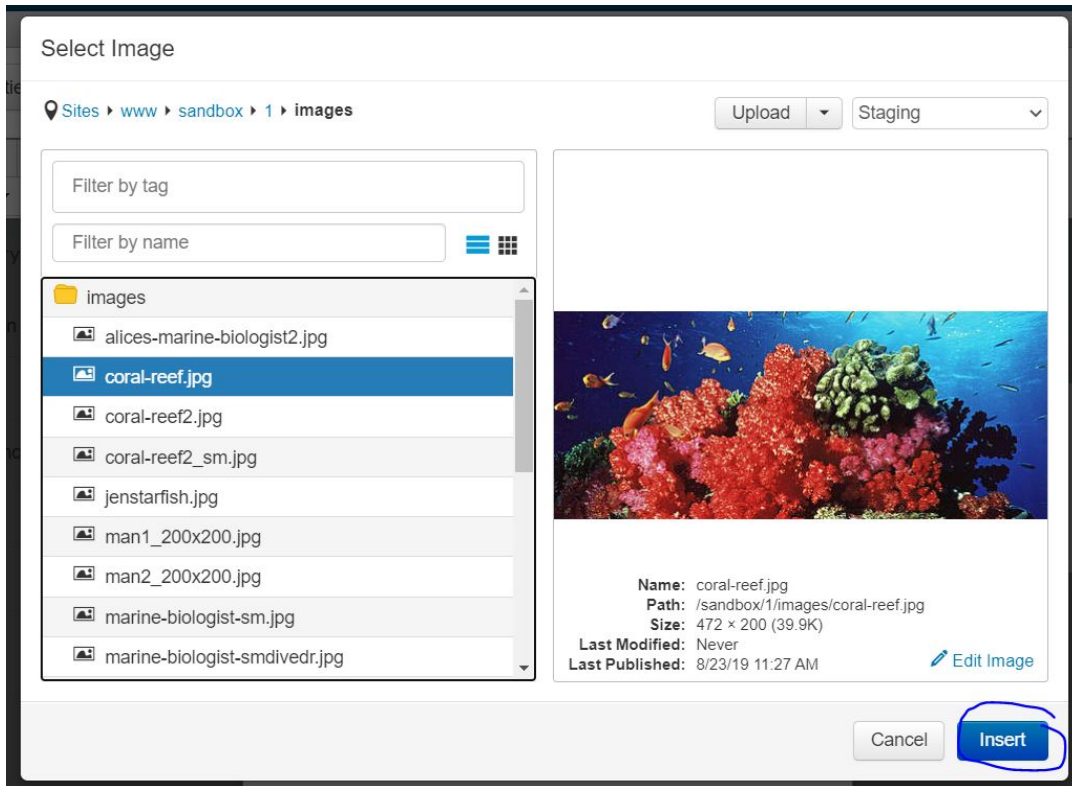 Select Image
Sites www sandbox 1 images
Upload
Staging
Filter by tag
Filter by name
images
alices-marine-biologist2.jpg
coral-reef.jpg
coral-reef2.jpg
coral-reef2_sm.jpg
jenstarfish.jpg
man1_200x200.jpg
man2_200x200.jpg
marine-biologist-sm.jpg
marine-biologist-smdivedr.jpg
Name: coral-reef.jpg
Path: /sandbox/1/images/coral-reef.jpg
Size: 472 × 200 (39.9K)
Last Modified: Never
Last Published: 8/23/19 11:27 AM
Edit Image
Cancel
Insert